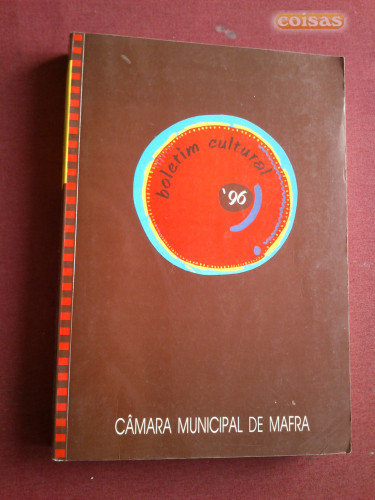 coisas
boletim cultural
'96
CÂMARA MUNICIPAL DE MAFRA